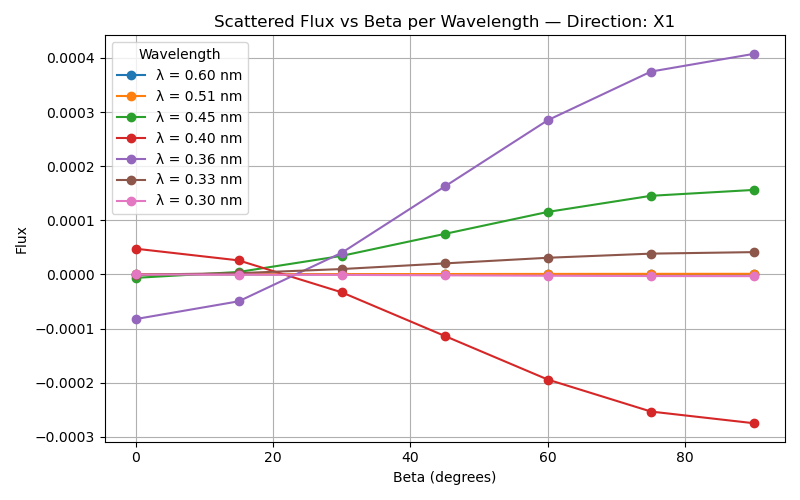 Scattered Flux vs Beta per Wavelength — Direction: X1
Wavelength
λ = 0.60 nm
λ = 0.51 nm
λ = 0.45 nm
λ = 0.40 nm
λ = 0.36 nm
λ = 0.33 nm
λ = 0.30 nm
Flux
0.0004
0.0003
0.0002
0.0001
0.0000
−0.0001
−0.0002
−0.0003
0 20 40 60 80
Beta (degrees)